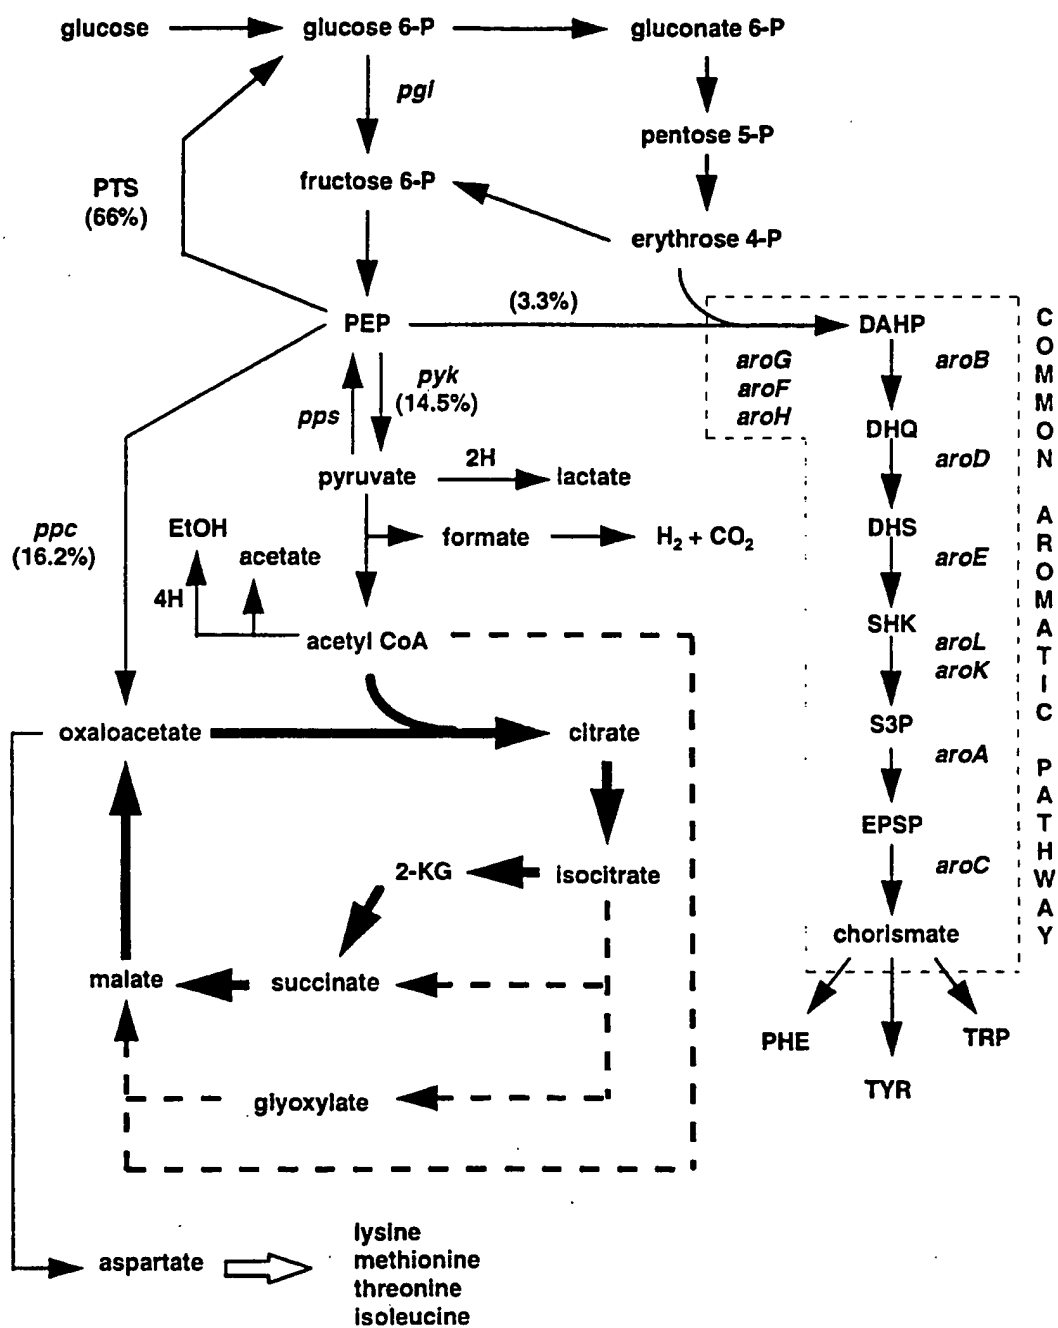 glucose
glucose 6-P
gluconate 6-P
pgi
pentose 5-P
PTS
(66%)
fructose 6-P
erythrose 4-P
(3.3%)
PEP
DAHP
aroG
aroF
aroH
aroB
pyk
(14.5%)
pps
DHQ
aroD
pyruvate
2H
lactate
ppc
(16.2%)
EtOH
acetate
formate
H₂ + CO₂
DHS
aroE
4H
acetyl CoA
SHK
aroL
aroK
oxaloacetate
citrate
S3P
aroA
EPSP
2-KG
isocitrate
aroC
chorismate
malate
succinate
PHE
TRP
TYR
glyoxylate
COMMON AROMATIC PATHWAY
aspartate
lysine
methionine
threonine
isoleucine